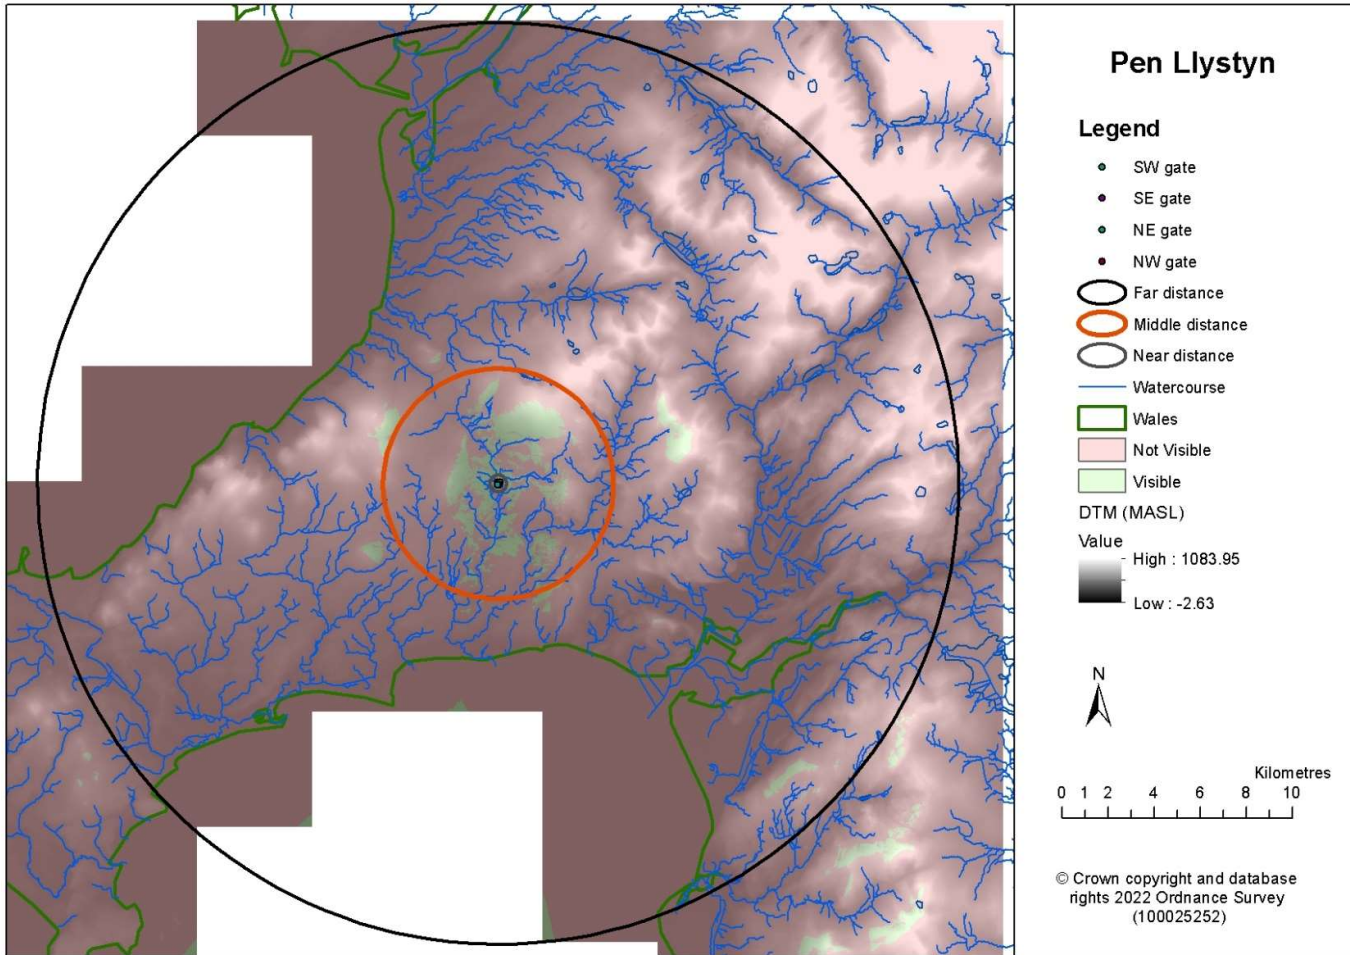 Pen Llystyn
Legend
SW gate
SE gate
NE gate
NW gate
Far distance
Middle distance
Near distance
Watercourse
Wales
Not Visible
Visible
DTM (MASL)
Value
High : 1083.95
Low : -2.63
N
Kilometres
0 1 2 4 6 8 10
© Crown copyright and database
rights 2022 Ordnance Survey
(100025252)